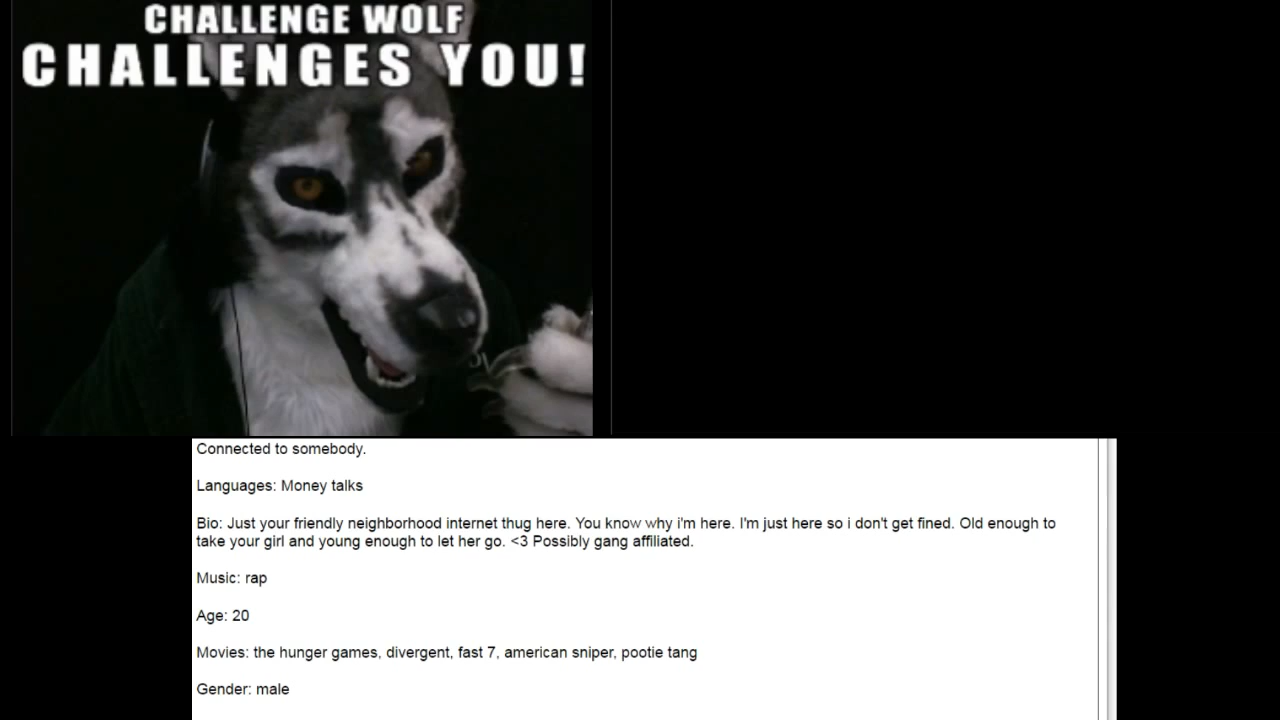 CHALLENGE WOLF
CHALLENGES YOU!
Connected to somebody.
Languages: Money talks
Bio: Just your friendly neighborhood internet thug here. You know why i'm here. I'm just here so i don't get fined. Old enough to
take your girl and young enough to let her go. <3 Possibly gang affiliated.
Music: rap
Age: 20
Movies: the hunger games, divergent, fast 7, american sniper, pootie tang
Gender: male